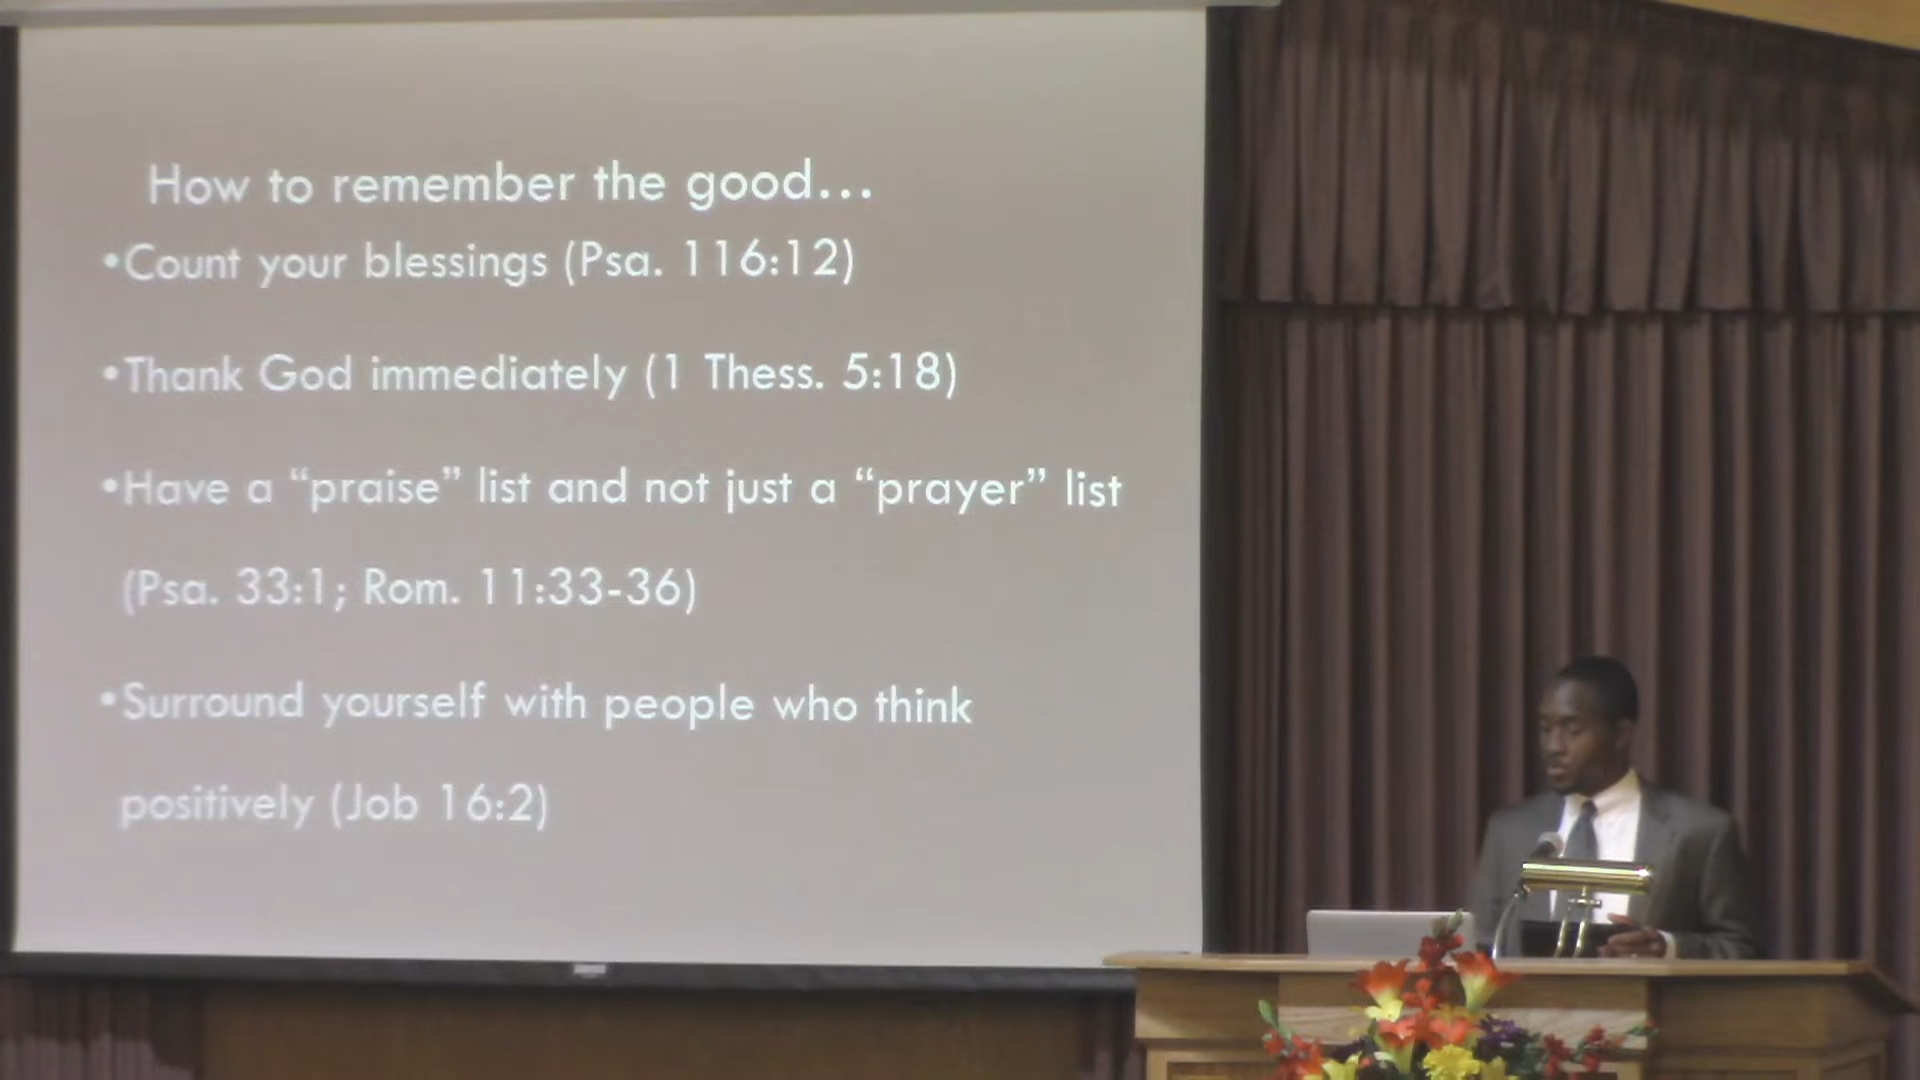 How to remember the good…
•Count your blessings (Psa. 116:12)
•Thank God immediately (1 Thess. 5:18)
•Have a “praise” list and not just a “prayer” list
(Psa. 33:1; Rom. 11:33-36)
•Surround yourself with people who think
positively (Job 16:2)